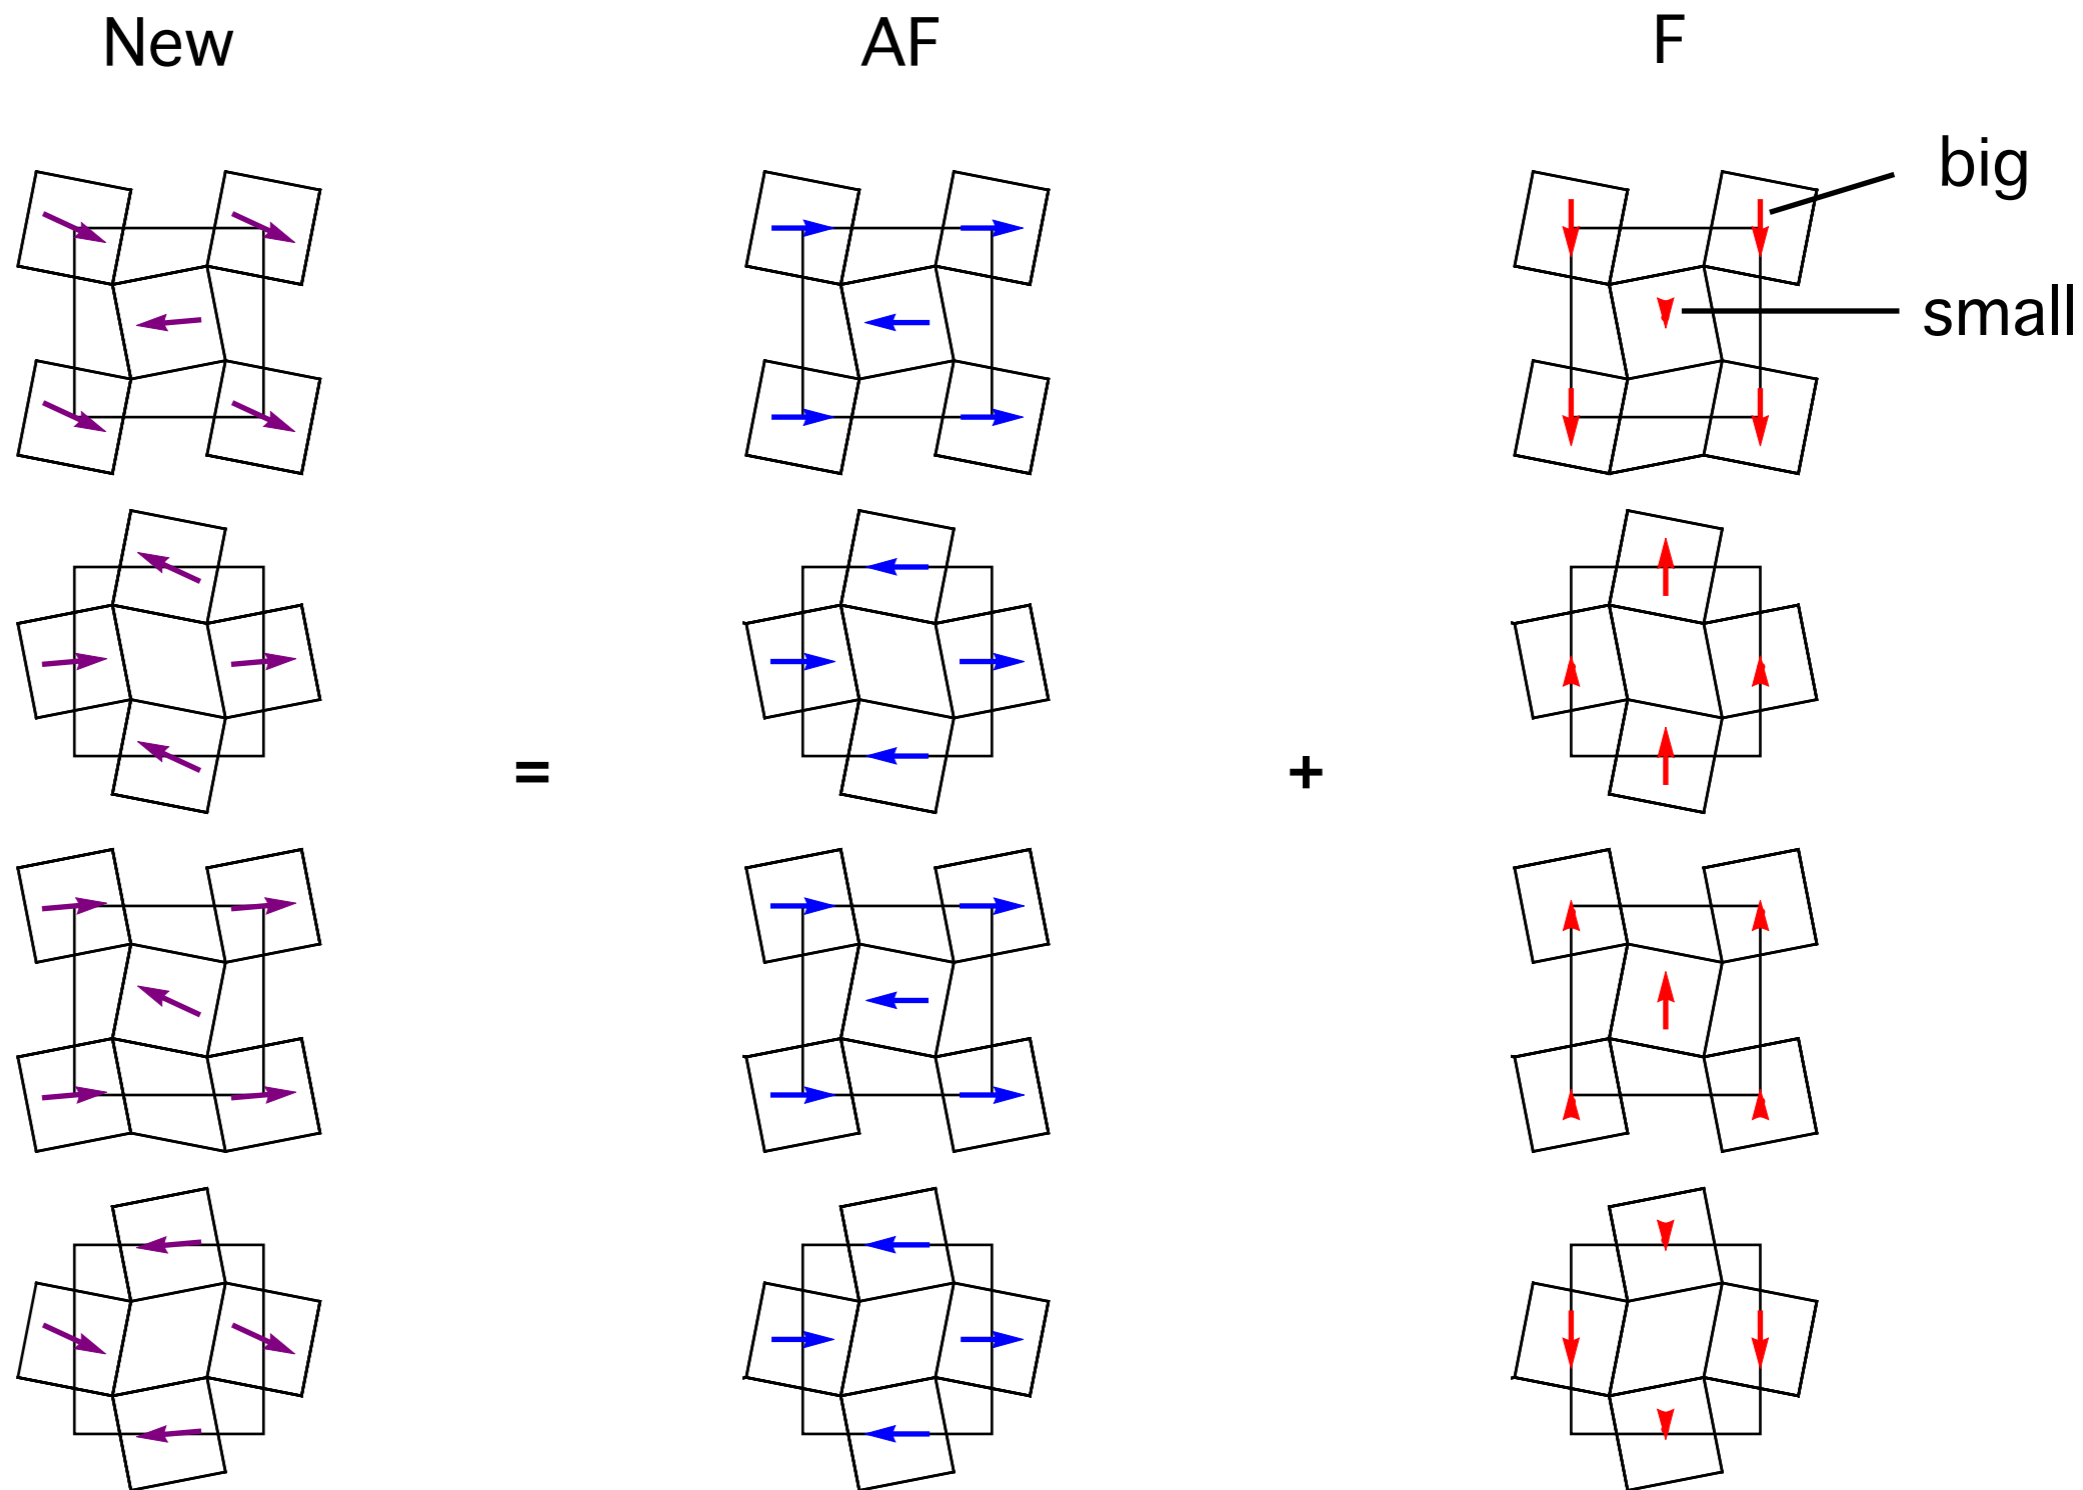 New AF F
big
small
= +